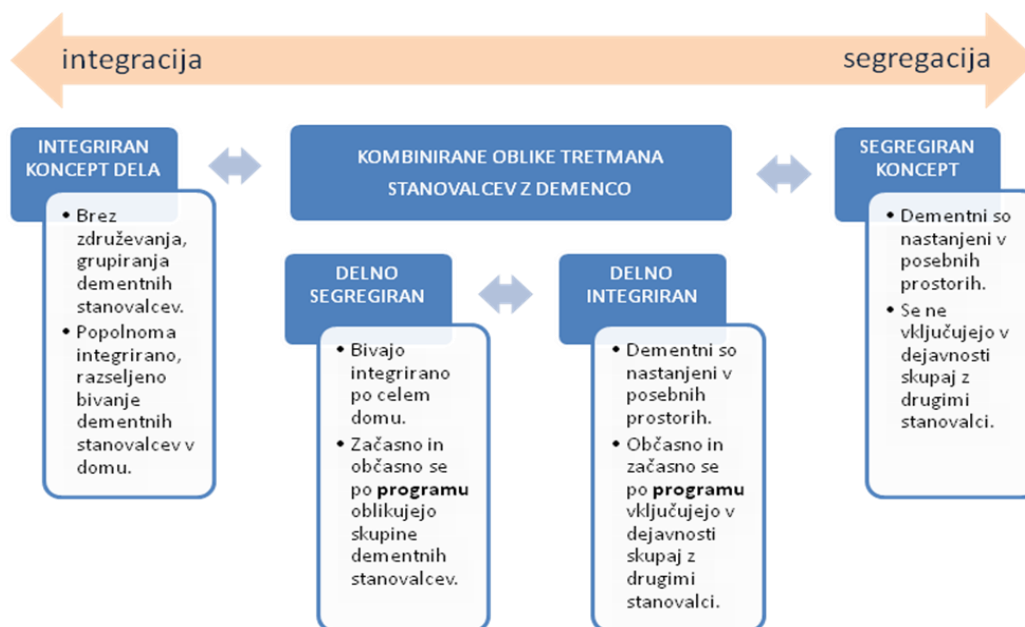 integracija
segregacija
INTEGRIRAN
KONCEPT DELA
• Brez
združevanja,
grupiranja
dementnih
stanovalcev.
• Popolnoma
integrirano,
razseljeno
bivanje
dementnih
stanovalcev v
domu.
KOMBINIRANE OBLIKE TRETMANA
STANOVALCEV Z DEMENCO
DELNO
SEGREGIRAN
• Bivajo
integrirano
po celem
domu.
• Začasno in
občasno se
po programu
oblikujejo
skupine
dementnih
stanovalcev.
DELNO
INTEGRIRAN
• Dementni so
nastanjeni v
posebnih
prostorih.
• Občasno in
začasno se
po programu
vključujejo v
dejavnosti
skupaj z
drugimi
stanovalci.
SEGREGIRAN
KONCEPT
• Dementni so
nastanjeni v
posebnih
prostorih.
• Se ne
vključujejo v
dejavnosti
skupaj z
drugimi
stanovalci.